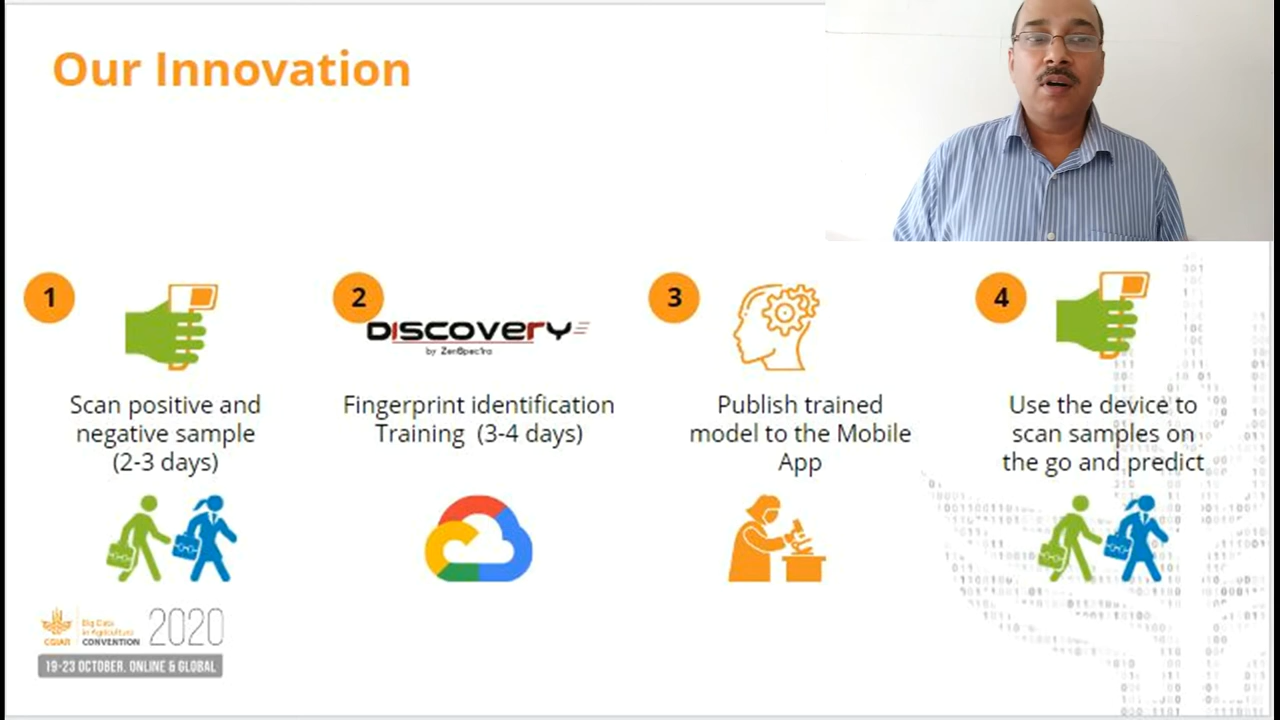 Our Innovation
1
Scan positive and
negative sample
(2-3 days)
2
DISCOVERY
by ZenSpec1ra
Fingerprint identification
Training (3-4 days)
3
Publish trained
model to the Mobile
App
4
Use the device to
scan samples on
the go and predict
CGIAR
Big Data
in Agriculture
CONVENTION
2020
19-23 OCTOBER. ONLINE & GLOBAL